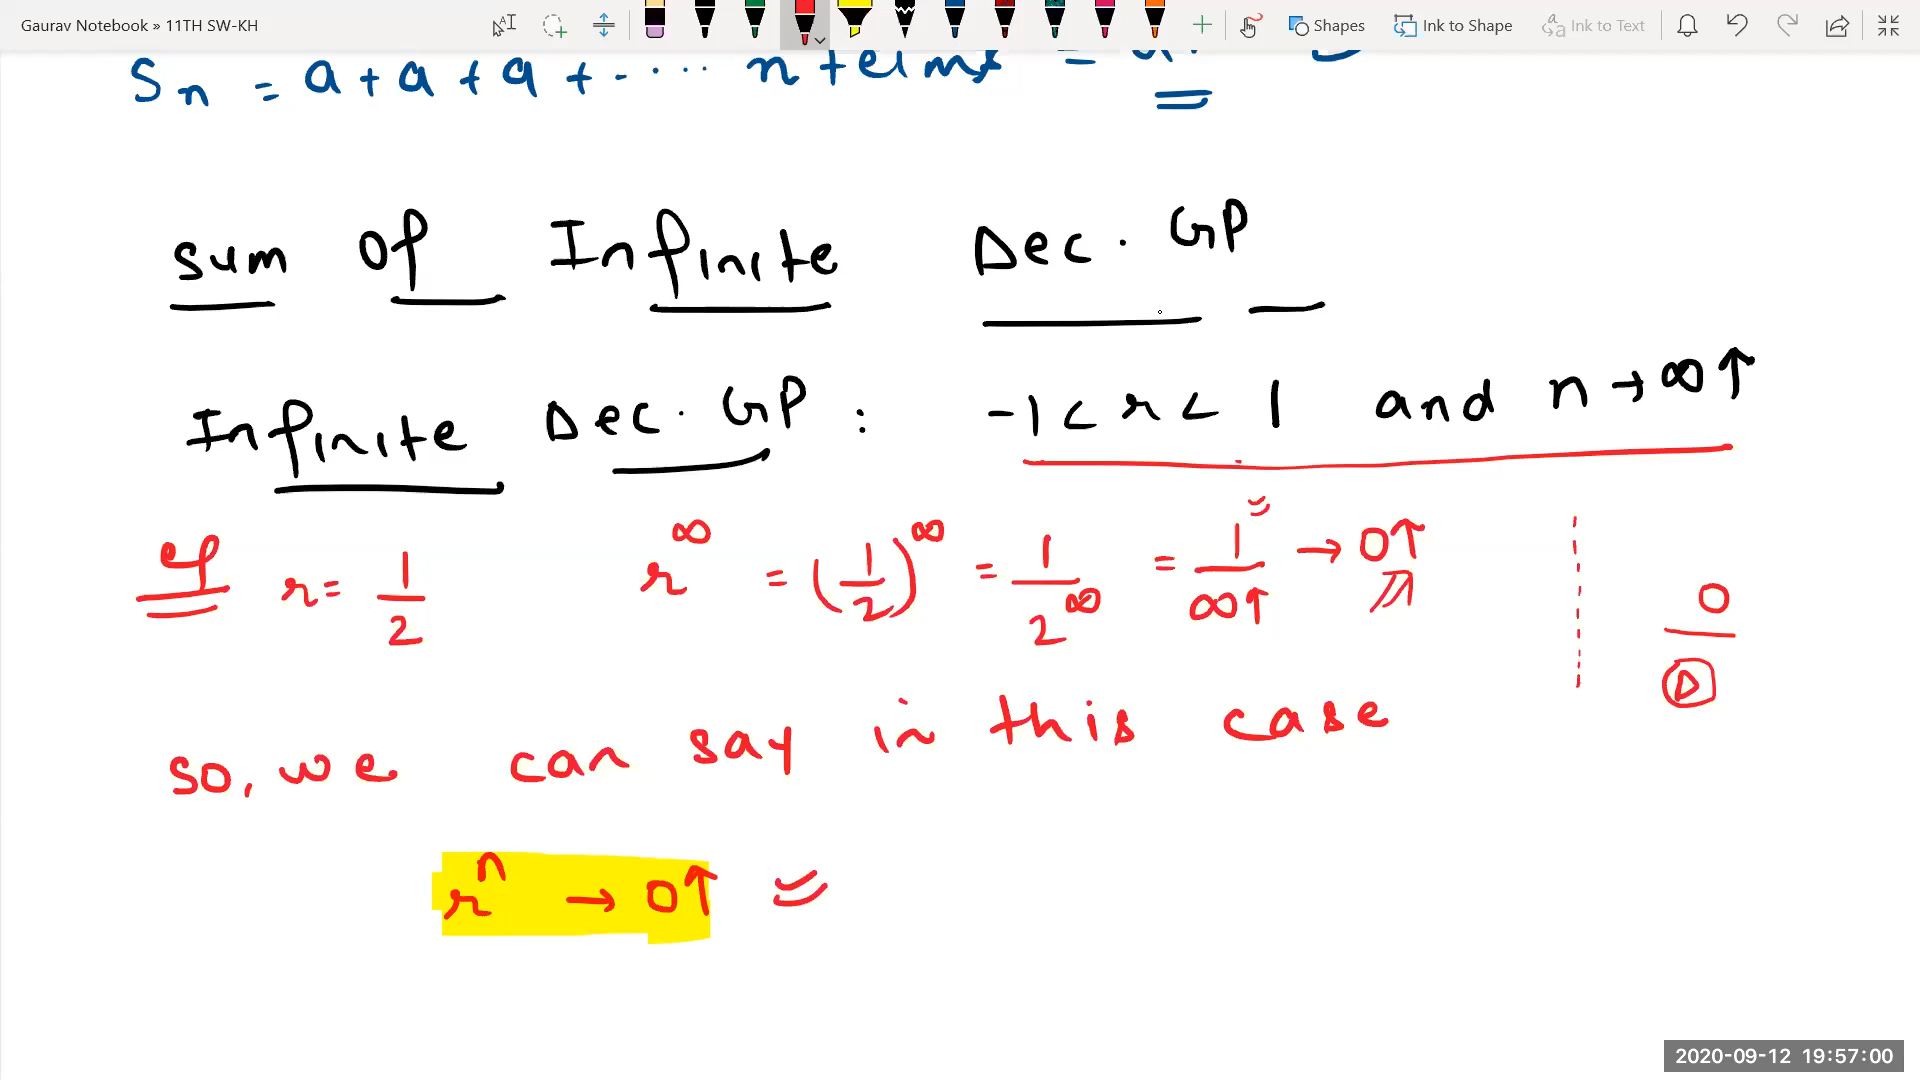 Gaurav Notebook » 11TH SW-KH
Shapes Ink to Shape Ink to Text
Sn = a + a + a + - ... n
Sum Of Infinite Dec. GP
Infinite Dec. GP : -1 < r < 1 and n → ∞↑
r = 1/2 r^∞ = (1/2)^∞ = 1/2^∞ = 1/∞↑ → 0↑
0
So, we can say in this case
r^n → 0↑
2020-09-12 19:57:00